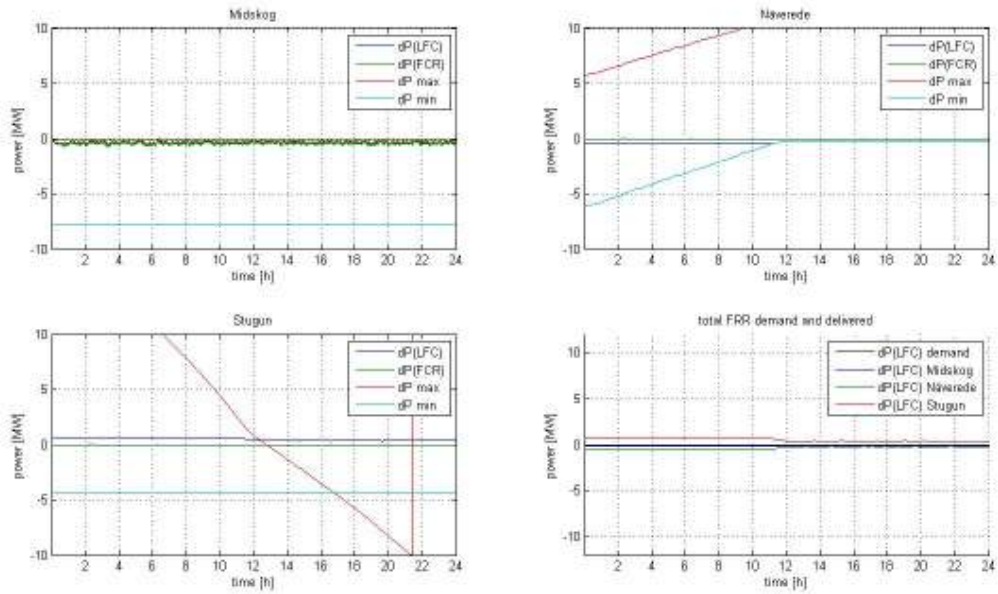 Midskog
10
5
0
-5
-10
power [MW]
dP(LFC)
dP(FCR)
dP max
dP min
2 4 6 8 10 12 14 16 18 20 22 24
time [h]
Näverede
10
5
0
-5
-10
power [MW]
dP(LFC)
dP(FCR)
dP max
dP min
2 4 6 8 10 12 14 16 18 20 22 24
time [h]
Stugun
10
5
0
-5
-10
power [MW]
dP(LFC)
dP(FCR)
dP max
dP min
2 4 6 8 10 12 14 16 18 20 22 24
time [h]
total FRR demand and delivered
10
5
0
-5
-10
power [MW]
dP(LFC) demand
dP(LFC) Midskog
dP(LFC) Näverede
dP(LFC) Stugun
2 4 6 8 10 12 14 16 18 20 22 24
time [h]